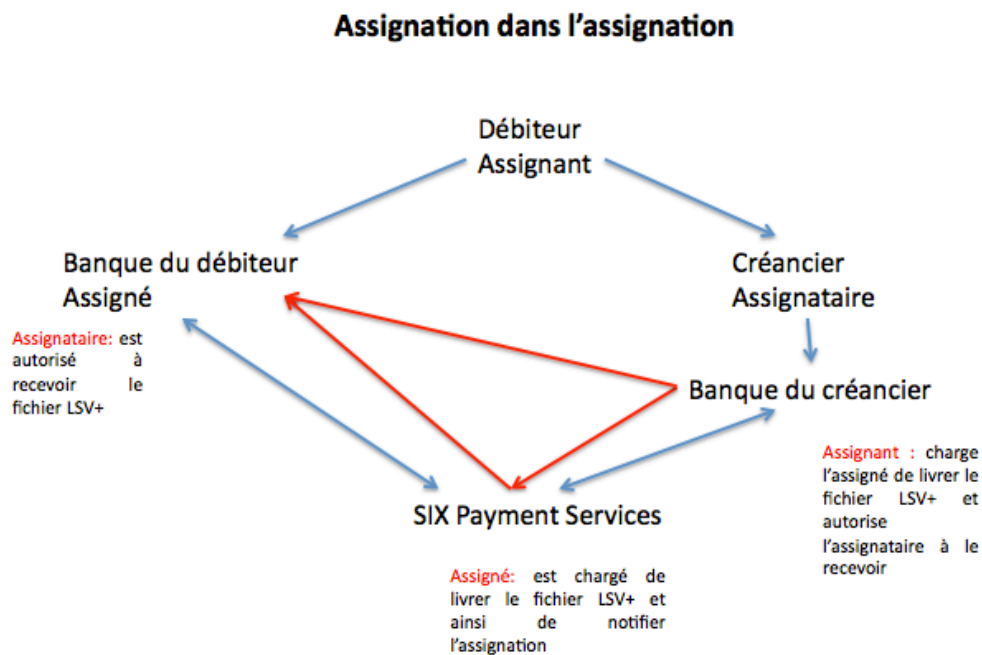 Assignation dans l'assignation
Débiteur
Assignant
Banque du débiteur
Assigné
Créancier
Assignataire
Assignataire: est
autorisé à
recevoir le
fichier LSV+
Banque du créancier
Assignant : charge
l'assigné de livrer le
fichier LSV+ et
autorise
l'assignataire à le
recevoir
SIX Payment Services
Assigné: est chargé de
livrer le fichier LSV+ et
ainsi de notifier
l'assignation